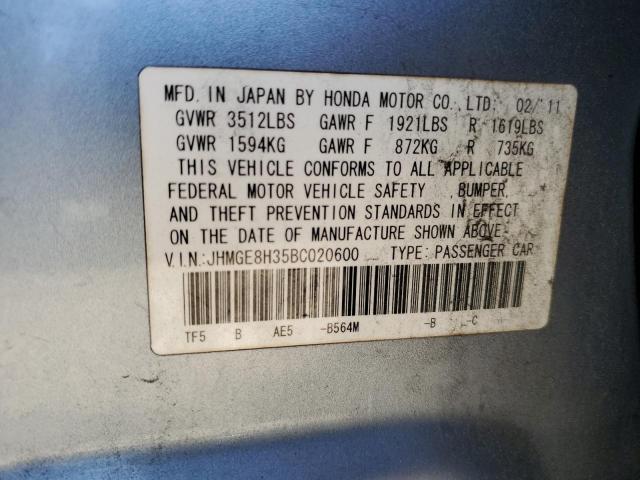 MFD. IN JAPAN BY HONDA MOTOR CO.,LTD. 02/'11
GVWR 3512LBS GAWR F 1921LBS R 1619LBS
GVWR 1594KG GAWR F 872KG R 735KG
THIS VEHICLE CONFORMS TO ALL APPLICABLE
FEDERAL MOTOR VEHICLE SAFETY ,BUMPER,
AND THEFT PREVENTION STANDARDS IN EFFECT
ON THE DATE OF MANUFACTURE SHOWN ABOVE.
V.I.N.:JHMGE8H35BC020600 TYPE: PASSENGER CAR
TF5 B AE5 -B564M -B -C